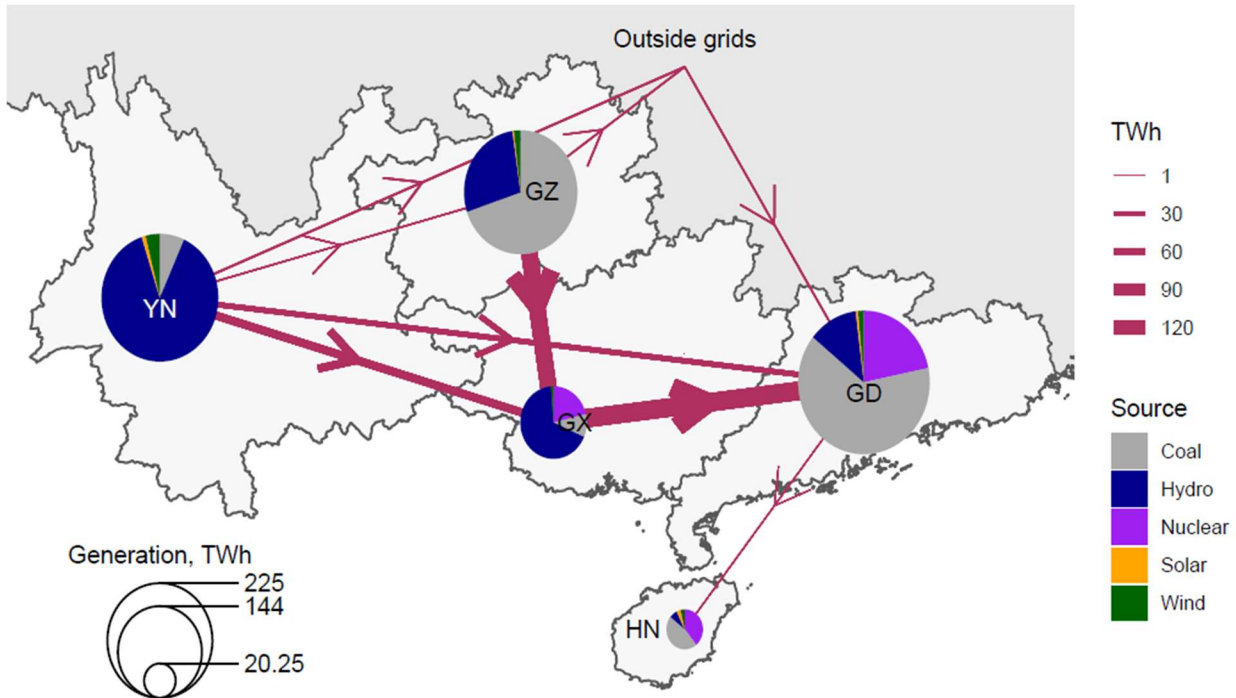 Outside grids
GZ
YN
GX
GD
HN
Generation, TWh
225
144
20.25
TWh
1
30
60
90
120
Source
Coal
Hydro
Nuclear
Solar
Wind